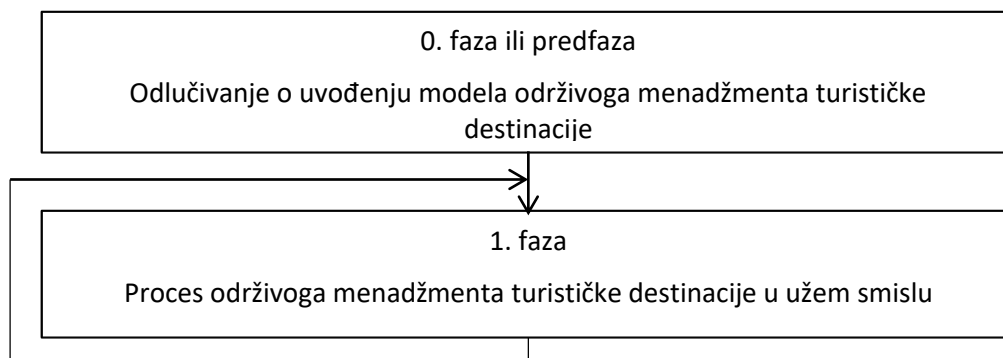 0. faza ili predfaza
Odlučivanje o uvođenju modela održivoga menadžmenta turističke
destinacije
1. faza
Proces održivoga menadžmenta turističke destinacije u užem smislu